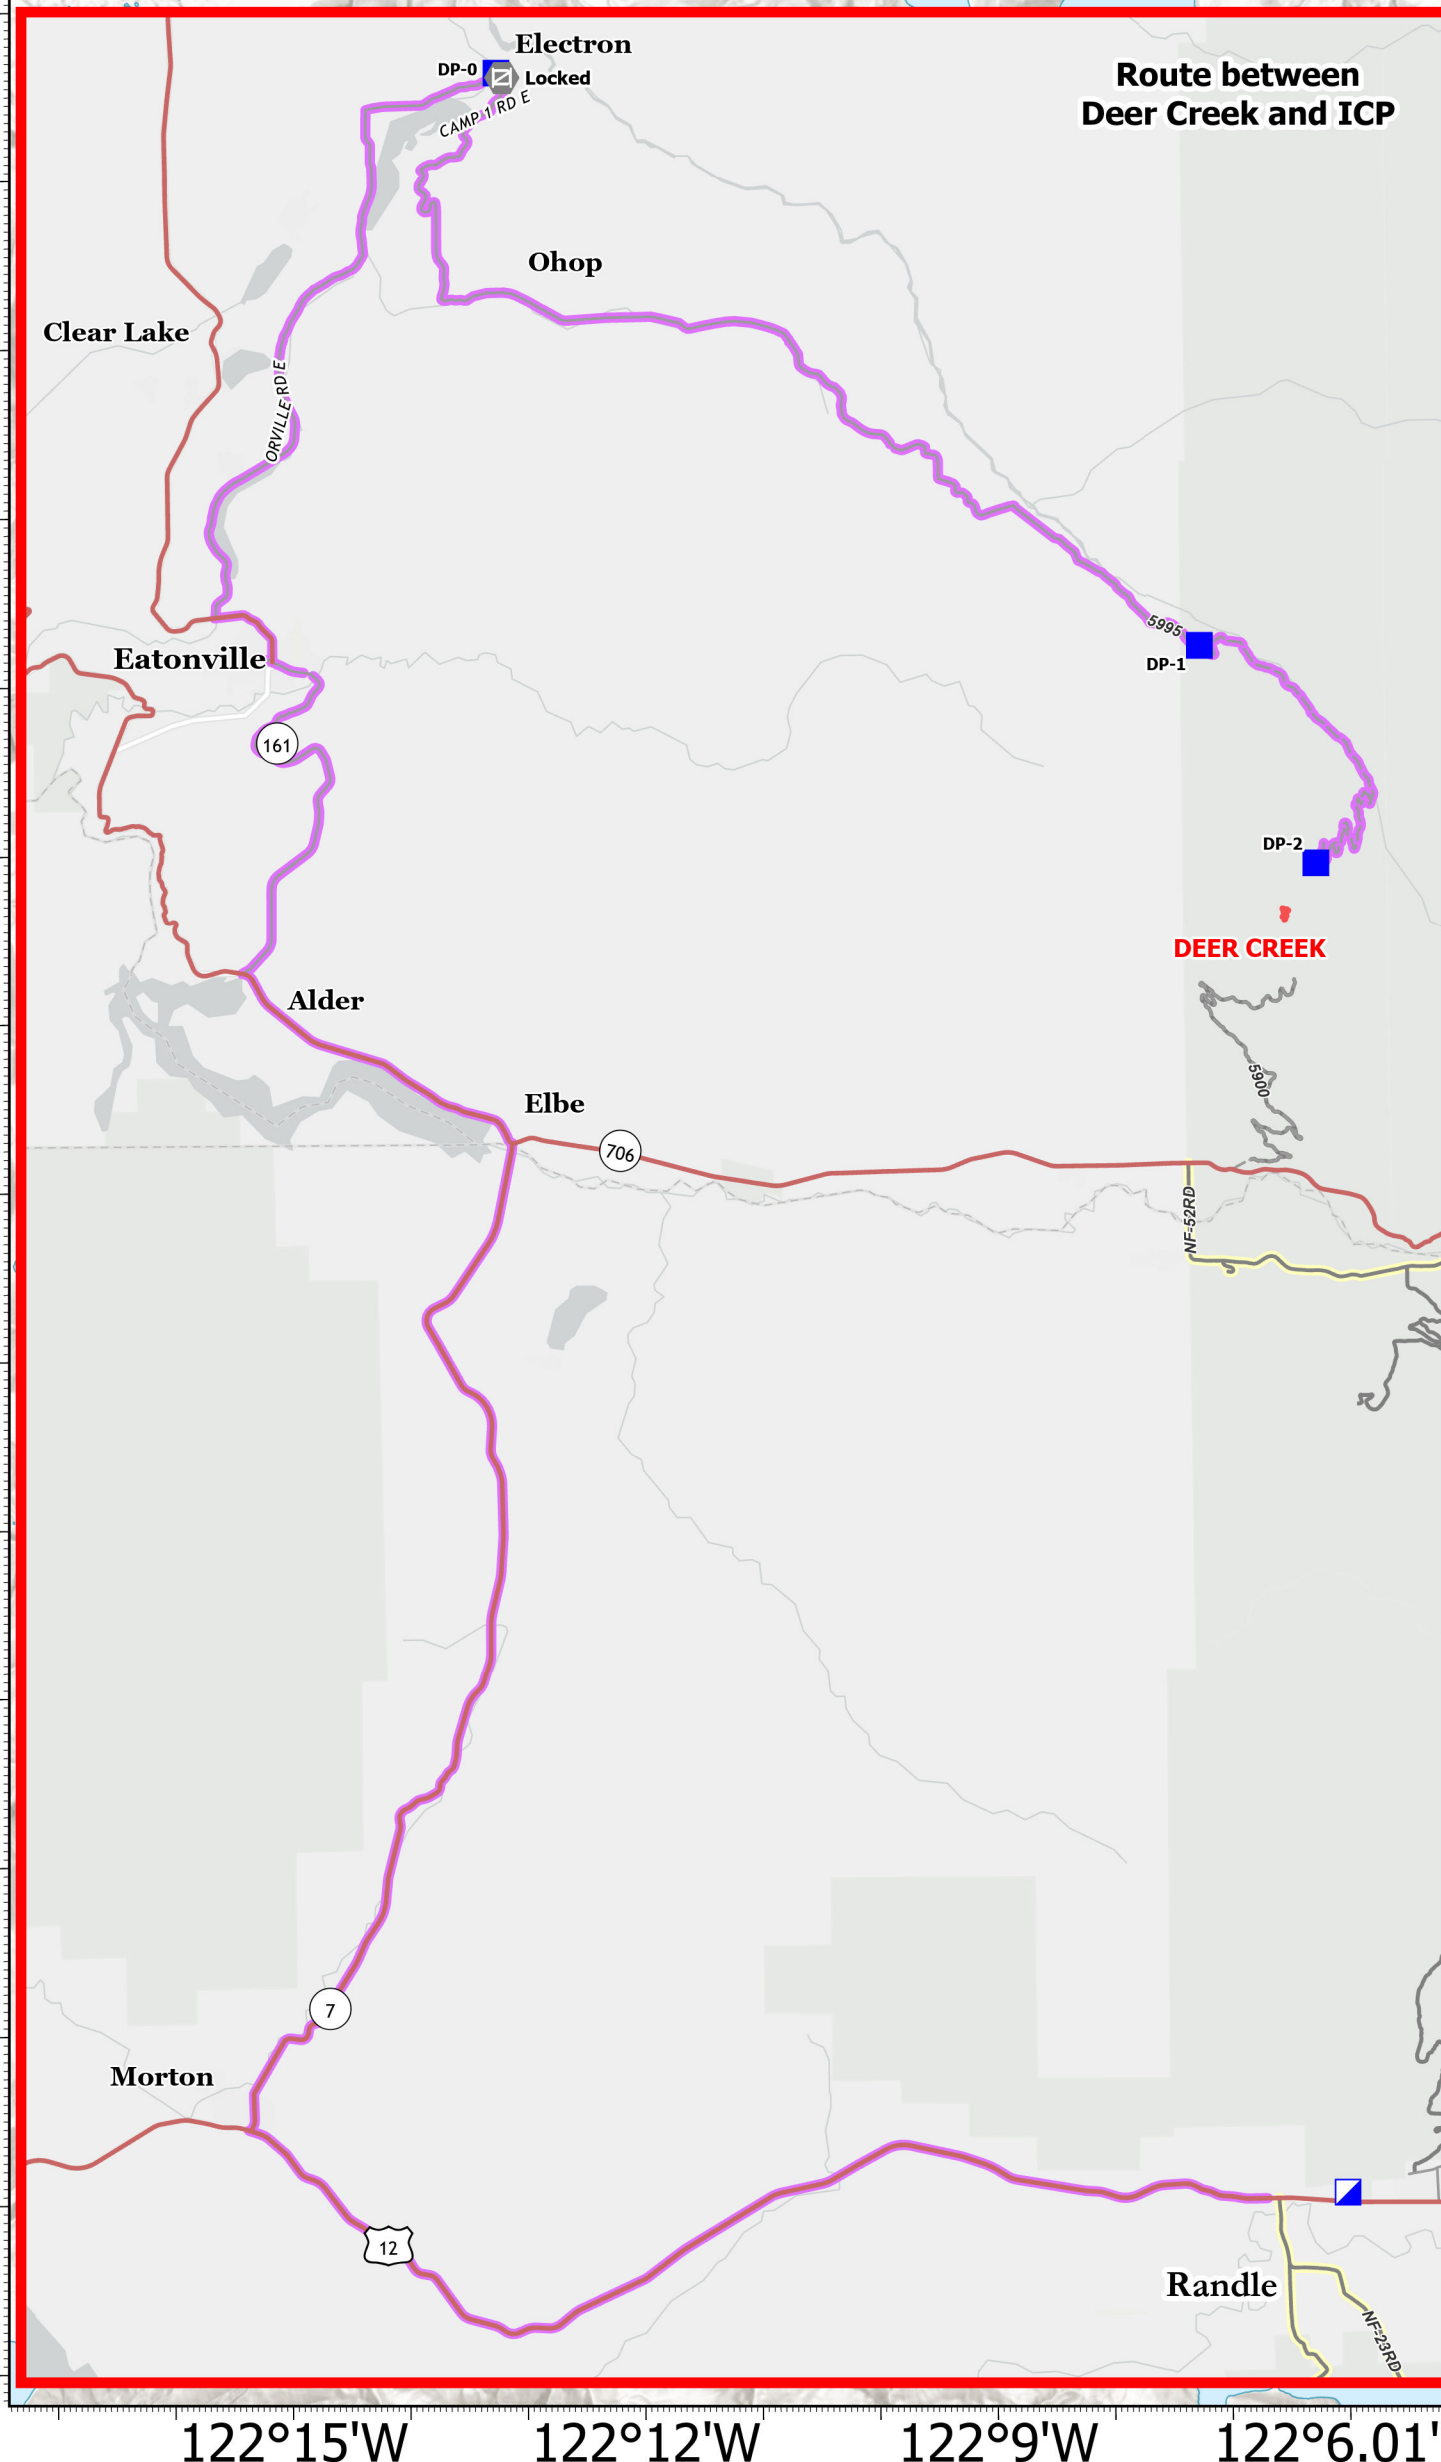 Electron
DP-0
Locked
CAMP 1 RD E
Route between
Deer Creek and ICP
Ohop
Clear Lake
ORVILLE RD E
5995
DP-1
Eatonville
161
DP-2
DEER CREEK
Alder
5900
Elbe
706
NF-52RD
7
Morton
12
Randle
NF-23RD
122°15'W
122°12'W
122°9'W
122°6.01'